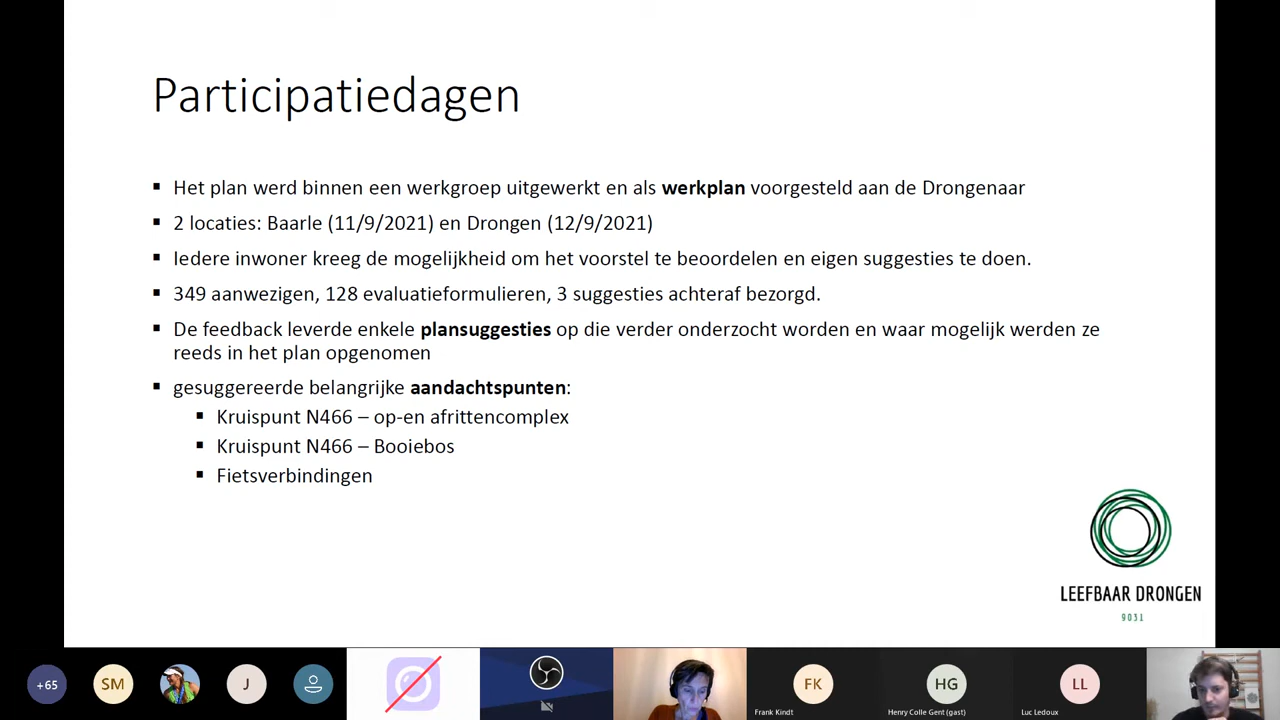 Participatiedagen
Het plan werd binnen een werkgroep uitgewerkt en als werkplan voorgesteld aan de Drongenaar
2 locaties: Baarle (11/9/2021) en Drongen (12/9/2021)
Iedere inwoner kreeg de mogelijkheid om het voorstel te beoordelen en eigen suggesties te doen.
349 aanwezigen, 128 evaluatieformulieren, 3 suggesties achteraf bezorgd.
De feedback leverde enkele plansuggesties op die verder onderzocht worden en waar mogelijk werden ze
reeds in het plan opgenomen
gesuggereerde belangrijke aandachtspunten:
Kruispunt N466 – op-en afrittencomplex
Kruispunt N466 – Booiebos
Fietsverbindingen
LEEFBAAR DRONGEN
9031
+65
SM
J
FK
HG
LL
Frank Kindt
Henry Colle Gent (gast)
Luc Ledoux